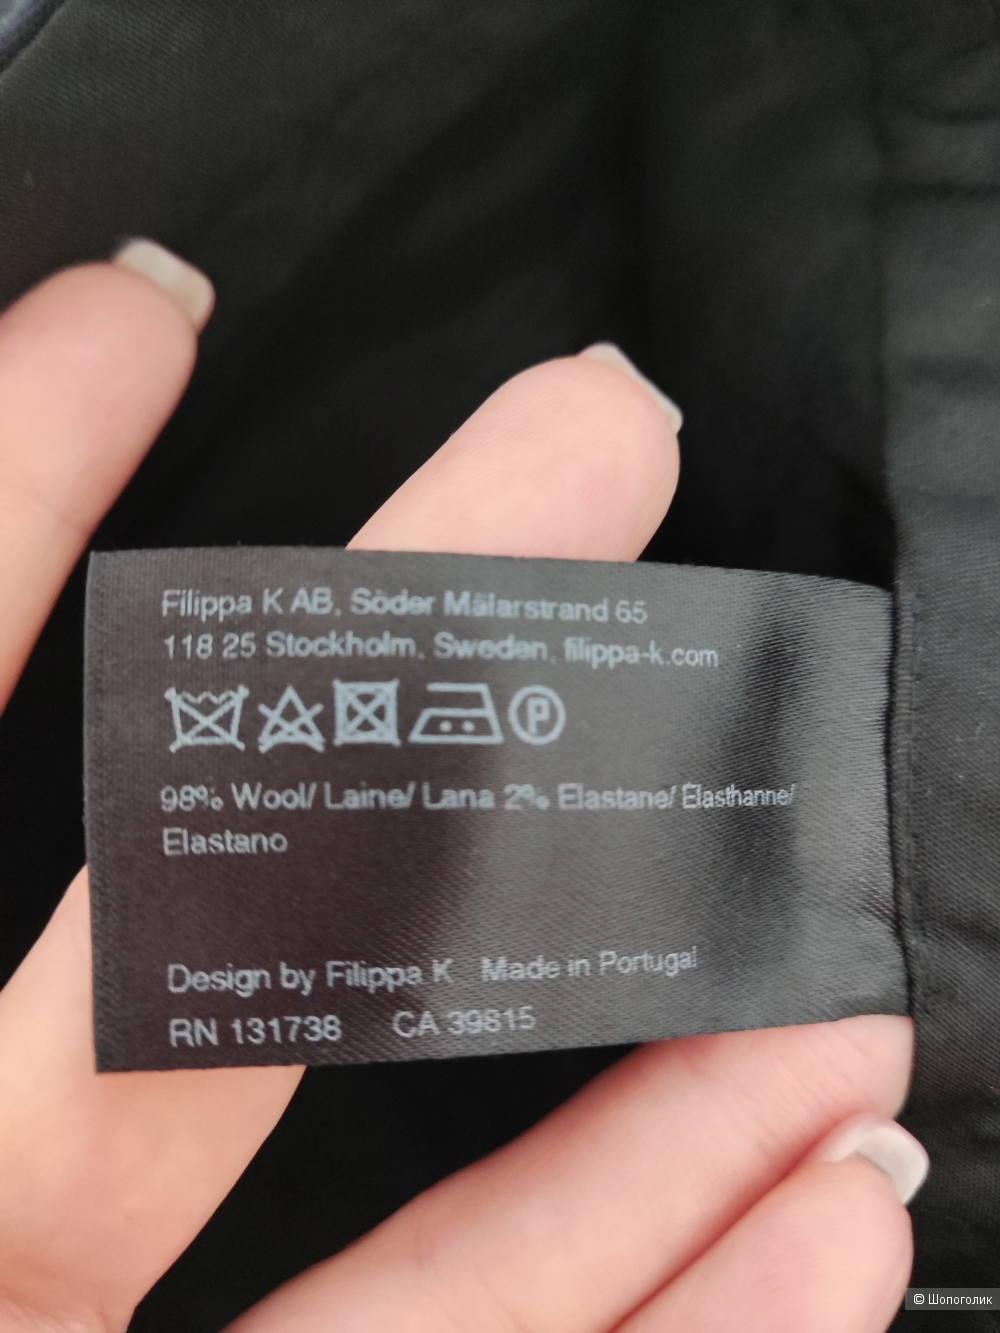 Filippa K AB, Söder Mälarstrand 65
118 25 Stockholm, Sweden, filippa-k.com
P
98% Wool/ Laine/ Lana 2% Elastane/ Elasthanne/
Elastano
Design by Filippa K Made in Portugal
RN 131738 CA 39815
© Шопоголик